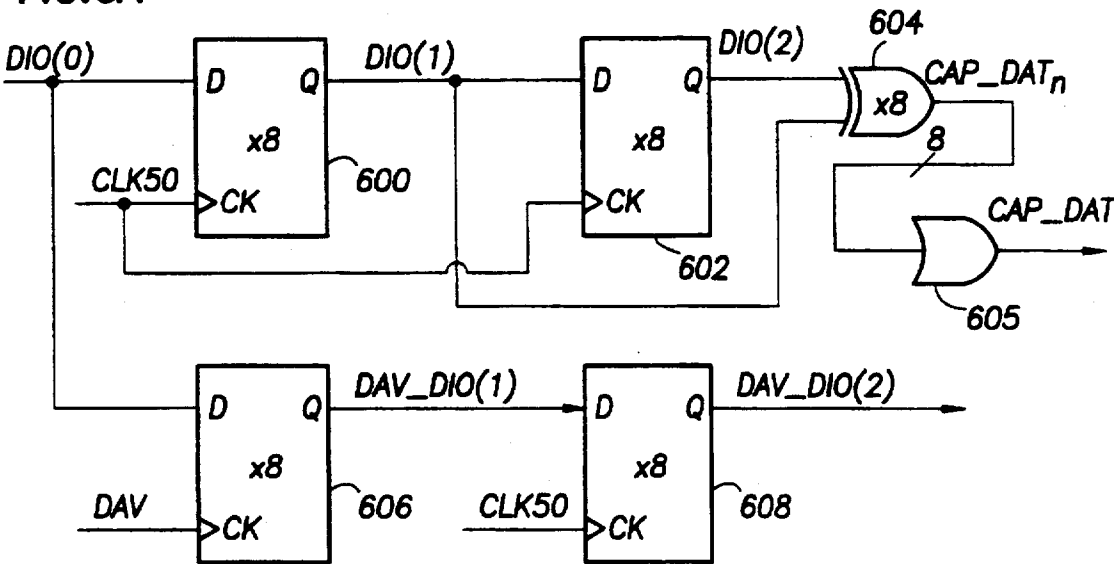 DIO(0)
D
Q
x8
CK
600
DIO(1)
D
Q
x8
CK
602
DIO(2)
604
x8
CAP_DATn
8
CAP_DAT
605
CLK50
D
Q
x8
CK
606
DAV
DAV_DIO(1)
D
Q
x8
CK
608
CLK50
DAV_DIO(2)